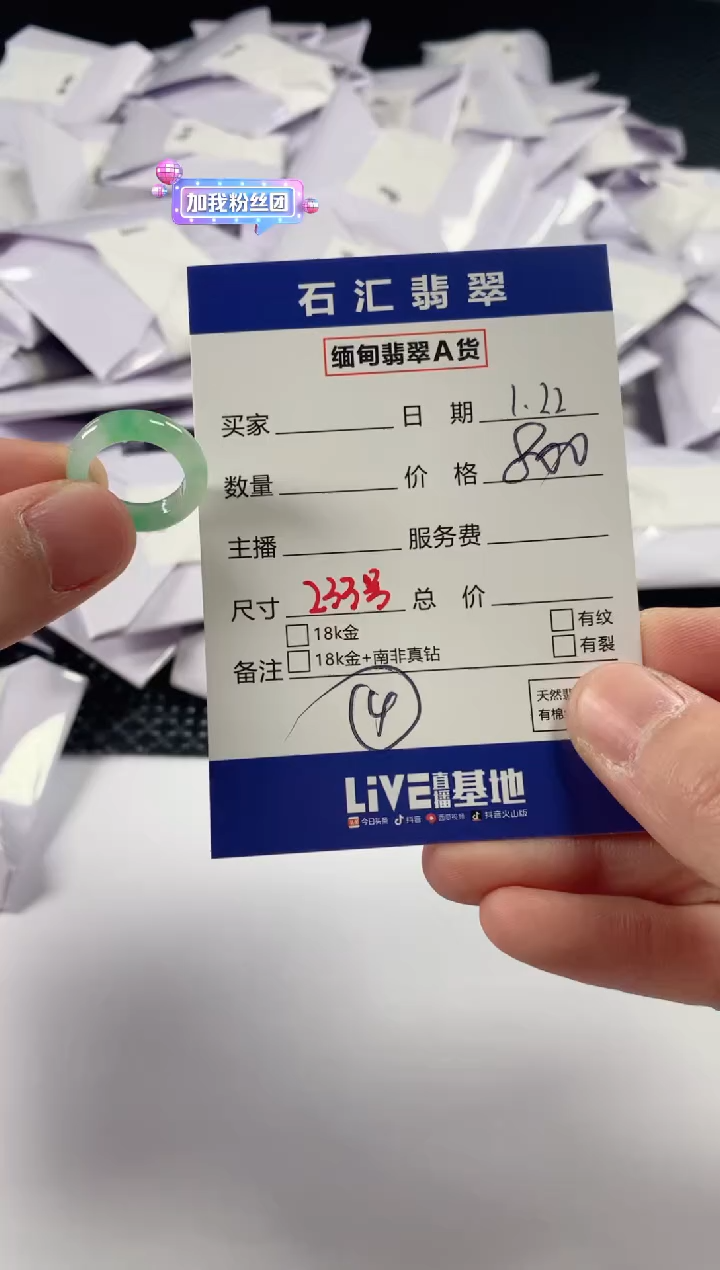 加我粉丝团
石汇翡翠
缅甸翡翠A货
买家 日期 1.22
数量 价格 800
主播 服务费
尺寸 233号 总价
备注 18k金 有纹
18k金+南非真钻 有裂
4
天然翡
有棉
LiVE直播基地
今日头条 抖音 西瓜视频 抖音火山版